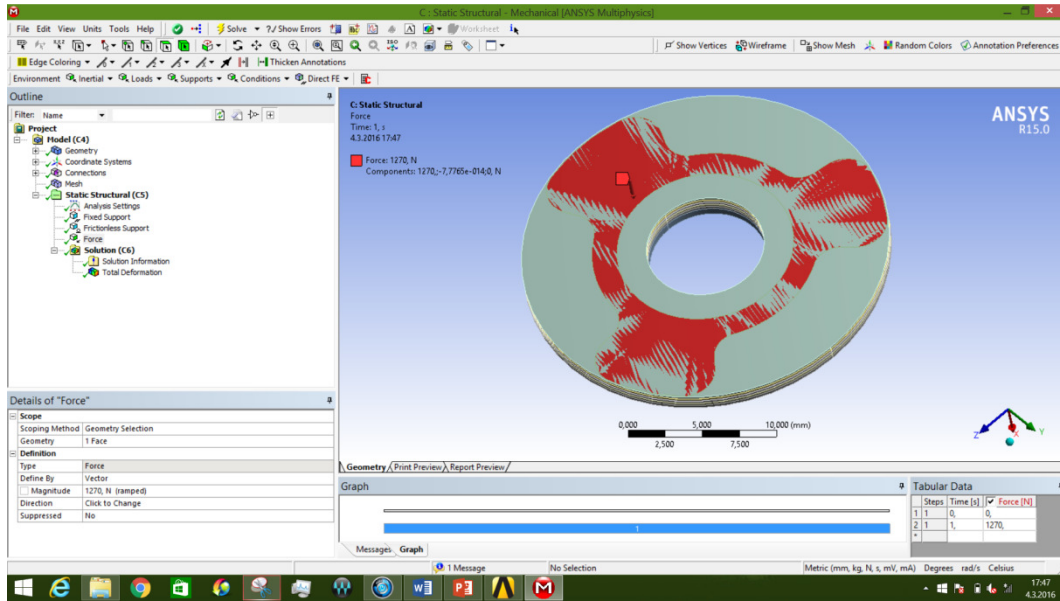 C : Static Structural - Mechanical [ANSYS Multiphysics]
File Edit View Units Tools Help Solve ?/ Show Errors Worksheet
Show Vertices Wireframe Show Mesh Random Colors Annotation Preferences
Edge Coloring Thicken Annotations
Environment Inertial Loads Supports Conditions Direct FE
Outline
Filter: Name
Project
Model (C4)
Geometry
Coordinate Systems
Connections
Mesh
Static Structural (C5)
Analysis Settings
Fixed Support
Frictionless Support
Force
Solution (C6)
Solution Information
Total Deformation
Details of "Force"
Scope
Scoping Method Geometry Selection
Geometry 1 Face
Definition
Type Force
Define By Vector
Magnitude 1270, N (ramped)
Direction Click to Change
Suppressed No
C: Static Structural
Force
Time: 1, s
4.3.2016 17:47
Force: 1270, N
Components: 1270,;-7,7765e-014;0, N
ANSYS
R15.0
0,000 5,000 10,000 (mm)
2,500 7,500
Z X Y
Geometry Print Preview Report Preview
Graph
1
Messages Graph
Tabular Data
Steps Time [s] Force [N]
1 1 0, 0,
2 1 1, 1270,
*
1 Message No Selection Metric (mm, kg, N, s, mV, mA) Degrees rad/s Celsius
17:47
4.3.2016